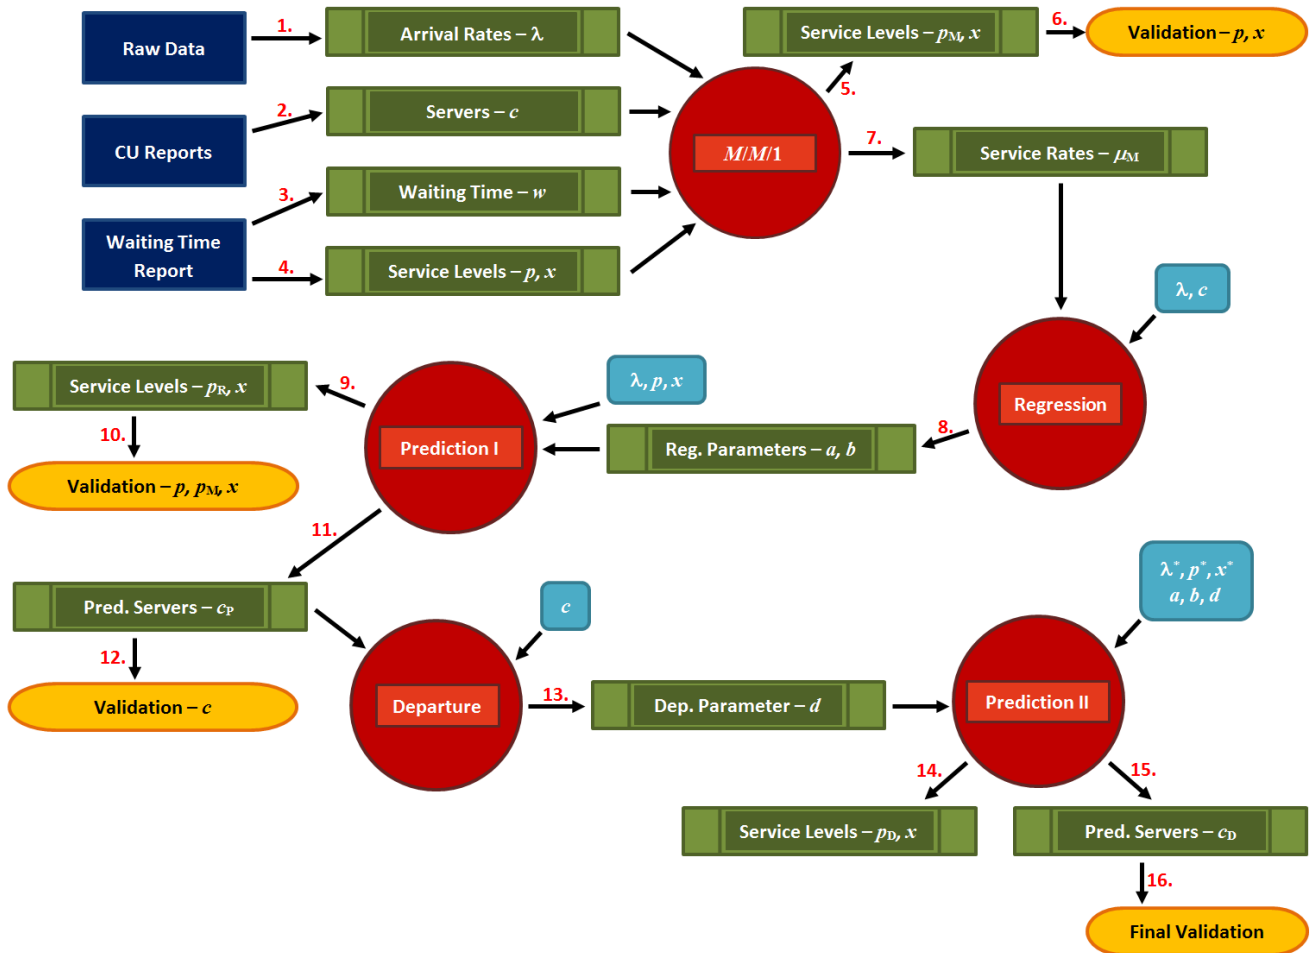 Raw Data
1.
Arrival Rates – λ
Service Levels – pM, x
6.
Validation – p, x
CU Reports
2.
Servers – c
5.
M/M/1
7.
Service Rates – μM
3.
Waiting Time – w
Waiting Time
Report
4.
Service Levels – p, x
λ, c
Service Levels – pR, x
9.
λ, p, x
Regression
10.
Prediction I
Reg. Parameters – a, b
8.
Validation – p, pM, x
11.
Pred. Servers – cP
c
λ*, p*, x*
a, b, d
12.
Validation – c
Departure
13.
Dep. Parameter – d
Prediction II
14.
15.
Service Levels – pD, x
Pred. Servers – cD
16.
Final Validation